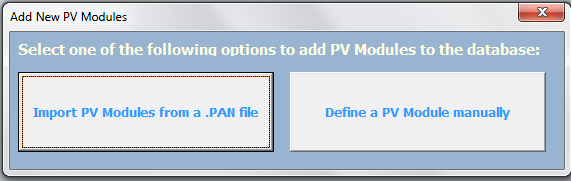 Add New PV Modules
Select one of the following options to add PV Modules to the database:
Import PV Modules from a .PAN file
Define a PV Module manually